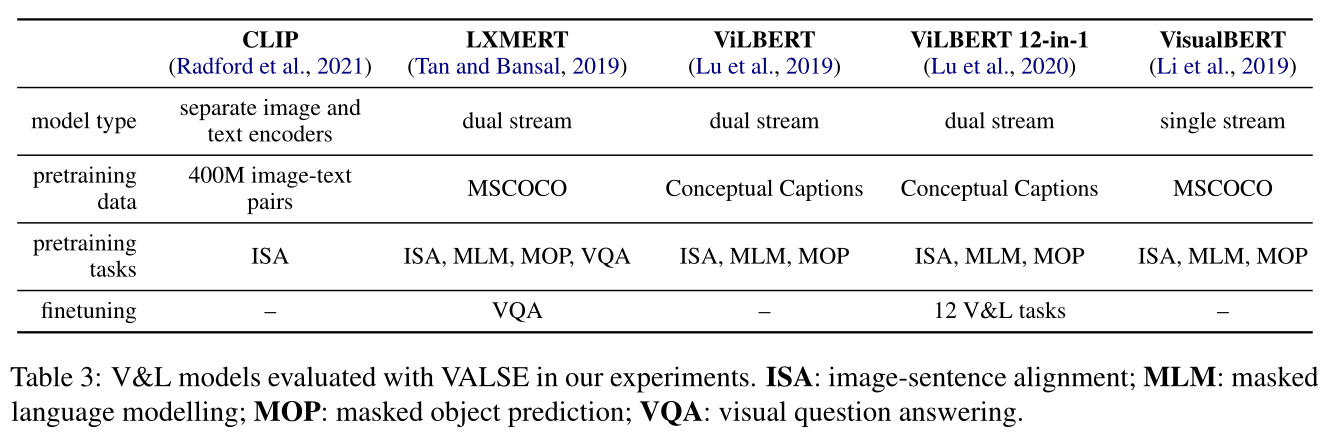 CLIP LXMERT ViLBERT ViLBERT 12-in-1 VisualBERT
(Radford et al., 2021) (Tan and Bansal, 2019) (Lu et al., 2019) (Lu et al., 2020) (Li et al., 2019)
model type separate image and text encoders dual stream dual stream dual stream single stream
pretraining data 400M image-text pairs MSCOCO Conceptual Captions Conceptual Captions MSCOCO
pretraining tasks ISA ISA, MLM, MOP, VQA ISA, MLM, MOP ISA, MLM, MOP ISA, MLM, MOP
finetuning – VQA – 12 V&L tasks –
Table 3: V&L models evaluated with VALSE in our experiments. ISA: image-sentence alignment; MLM: masked
language modelling; MOP: masked object prediction; VQA: visual question answering.